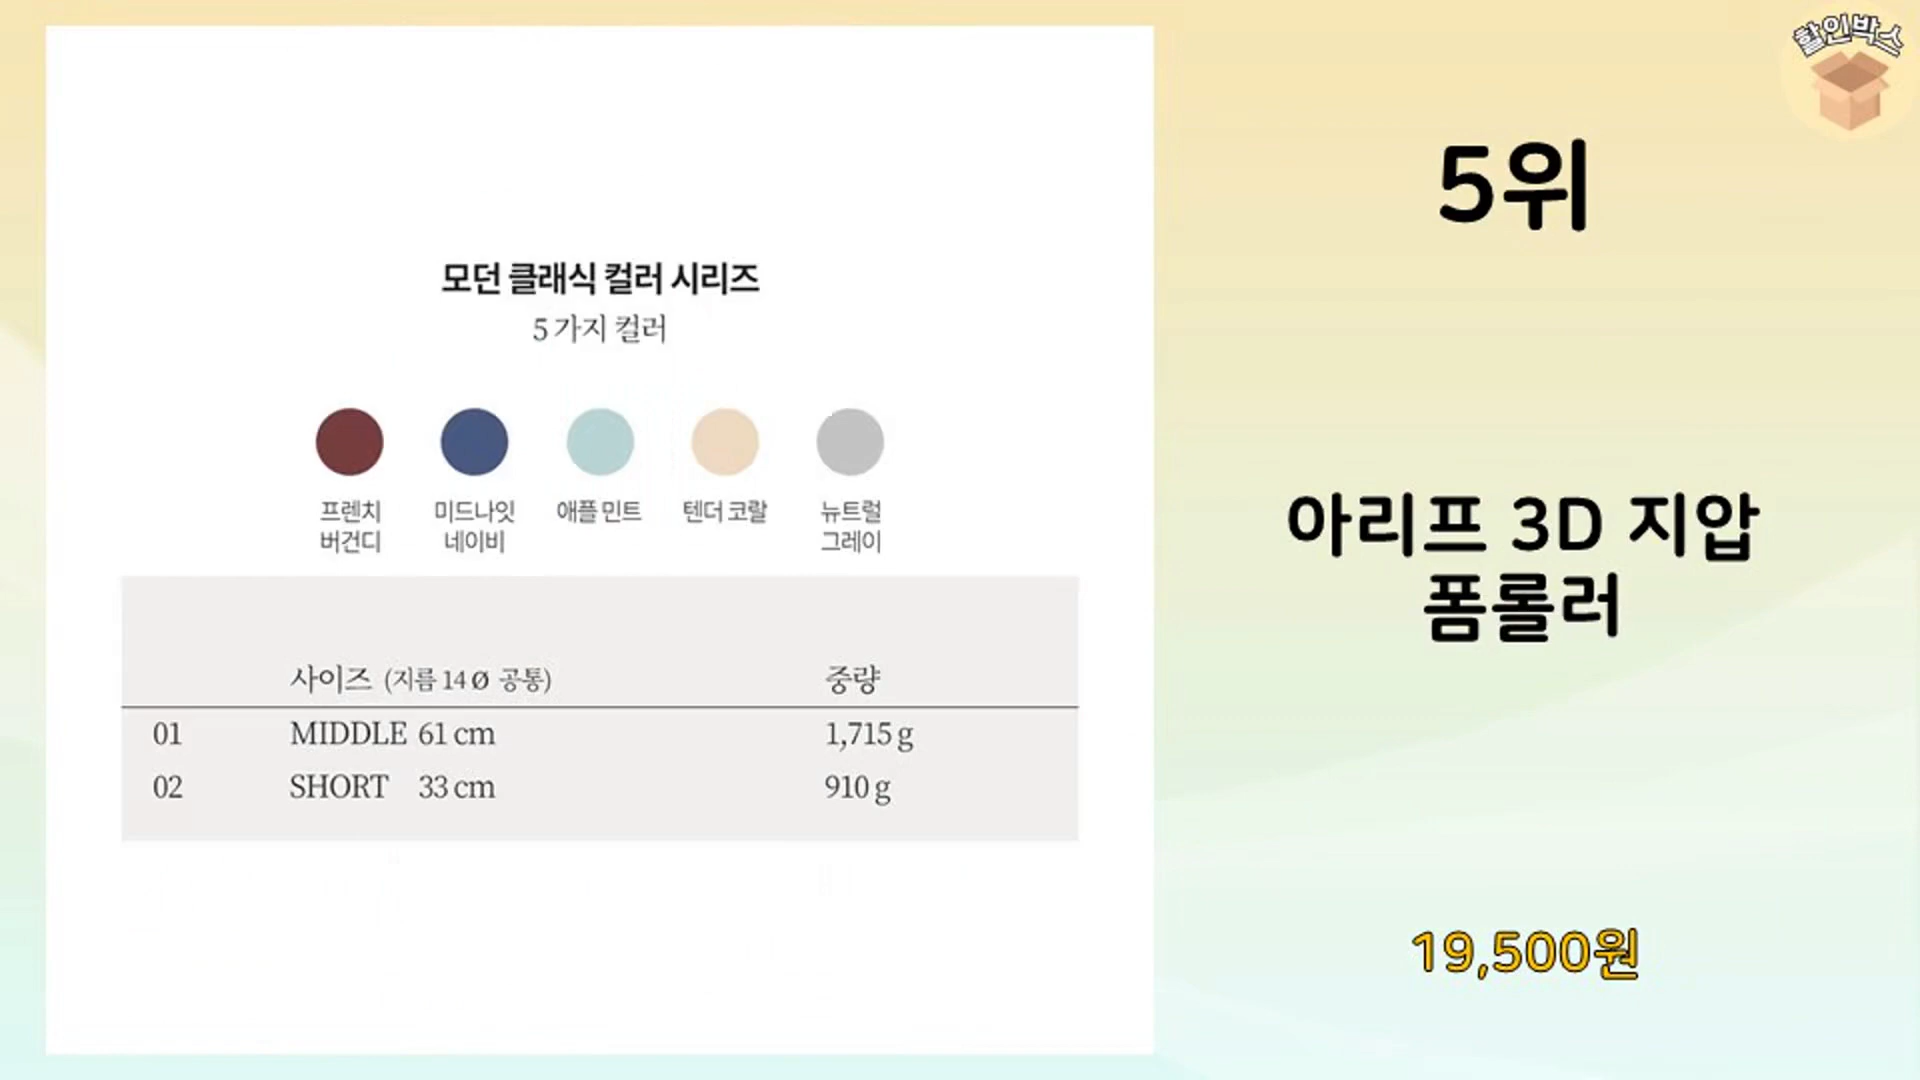 모던 클래식 컬러 시리즈
5 가지 컬러
프렌치 버건디
미드나잇 네이비
애플 민트
텐더 코랄
뉴트럴 그레이
사이즈 (지름 14 Ø 공통) 중량
01 MIDDLE 61 cm 1,715 g
02 SHORT 33 cm 910 g
할인박스
5위
아리프 3D 지압
폼롤러
19,500원